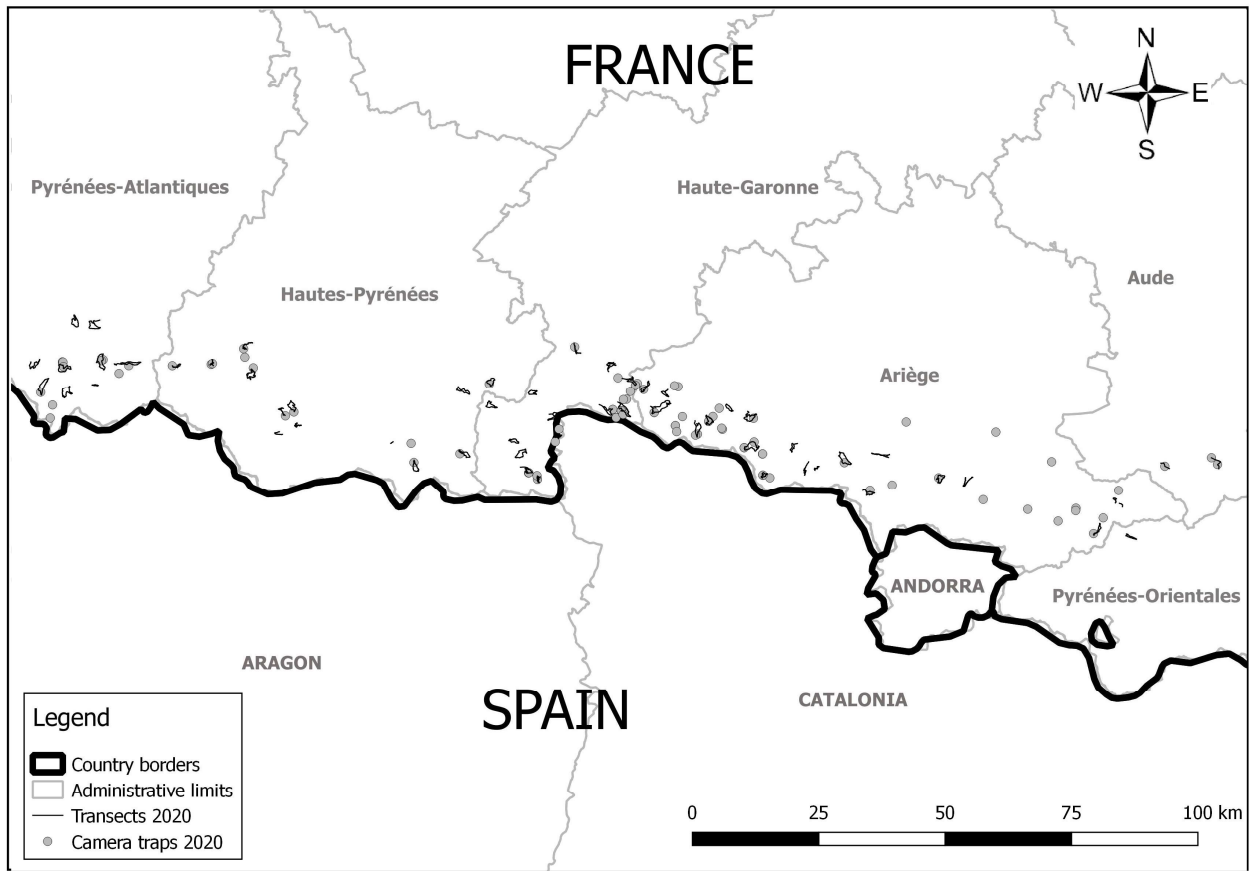 FRANCE
N
W E
S
Pyrénées-Atlantiques
Haute-Garonne
Aude
Hautes-Pyrénées
Ariège
ANDORRA
Pyrénées-Orientales
ARAGON
SPAIN
CATALONIA
Legend
Country borders
Administrative limits
Transects 2020
Camera traps 2020
0 25 50 75 100 km